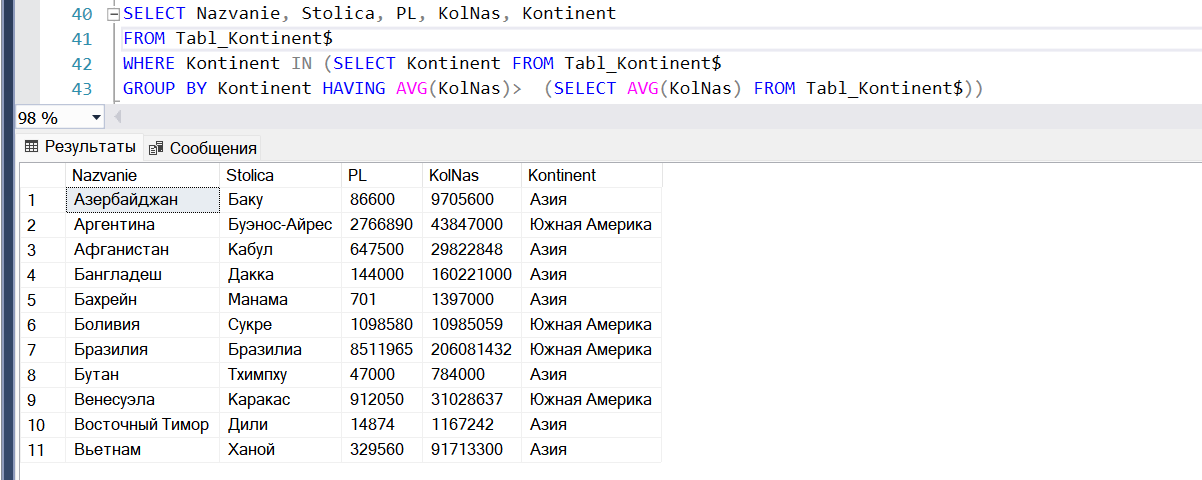 40 SELECT Nazvanie, Stolica, PL, KolNas, Kontinent
41 FROM Tabl_Kontinent$
42 WHERE Kontinent IN (SELECT Kontinent FROM Tabl_Kontinent$
43 GROUP BY Kontinent HAVING AVG(KolNas)>  (SELECT AVG(KolNas) FROM Tabl_Kontinent$))
98 %
Результаты Сообщения
Nazvanie Stolica PL KolNas Kontinent
1 Азербайджан Баку 86600 9705600 Азия
2 Аргентина Буэнос-Айрес 2766890 43847000 Южная Америка
3 Афганистан Кабул 647500 29822848 Азия
4 Бангладеш Дакка 144000 160221000 Азия
5 Бахрейн Манама 701 1397000 Азия
6 Боливия Сукре 1098580 10985059 Южная Америка
7 Бразилия Бразилиа 8511965 206081432 Южная Америка
8 Бутан Тхимпху 47000 784000 Азия
9 Венесуэла Каракас 912050 31028637 Южная Америка
10 Восточный Тимор Дили 14874 1167242 Азия
11 Вьетнам Ханой 329560 91713300 Азия